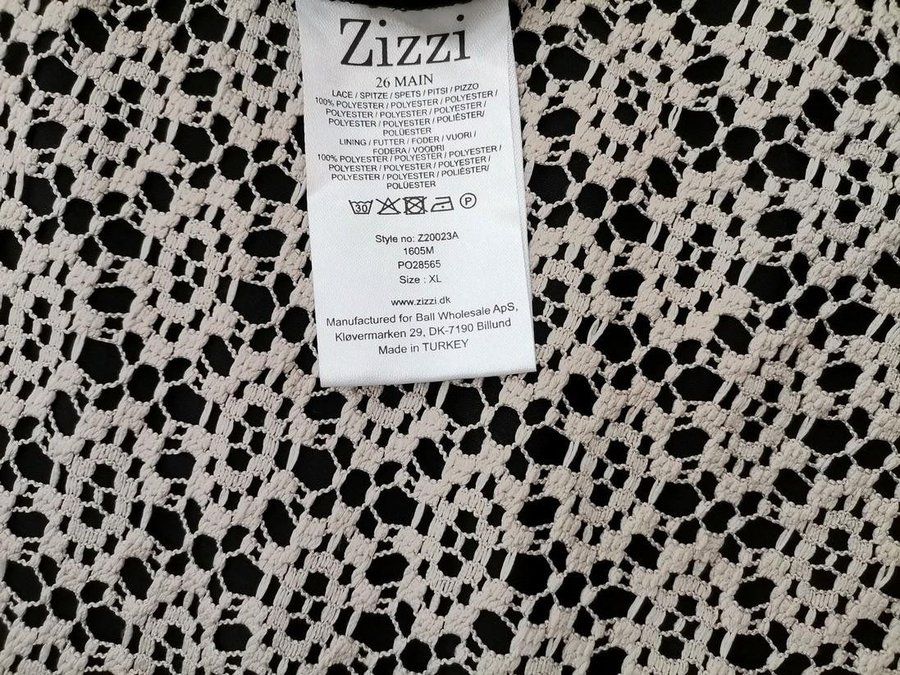 Zizzi
26 MAIN
LACE / SPITZE / SPETS / PITSI / PIZZO
100% POLYESTER / POLYESTER / POLYESTER /
POLYESTER / POLYESTER / POLYESTER /
POLYESTER / POLYESTER / POLIÉSTER/
POLÜESTER
LINING / FUTTER / FODER / VUORI /
FODERA / VOODRI
100% POLYESTER / POLYESTER / POLYESTER /
POLYESTER / POLYESTER / POLYESTER /
POLYESTER / POLYESTER / POLIÉSTER/
POLÜESTER
30 P
Style no: Z20023A
1605M
PO28565
Size : XL
www.zizzi.dk
Manufactured for Ball Wholesale ApS,
Kløvermarken 29, DK-7190 Billund
Made in TURKEY